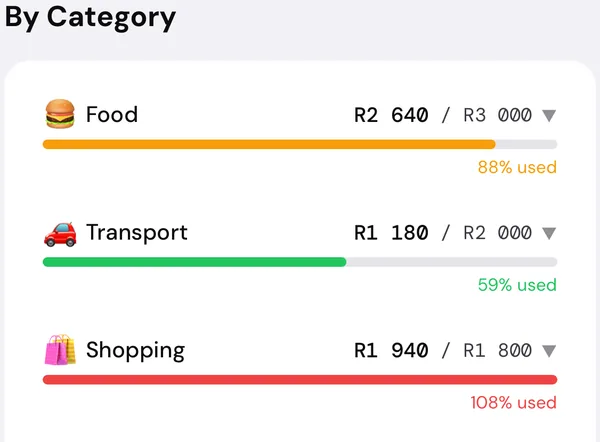 By Category
🍔 Food R2 640 / R3 000 ▼
88% used
🚗 Transport R1 180 / R2 000 ▼
59% used
🛍️ Shopping R1 940 / R1 800 ▼
108% used